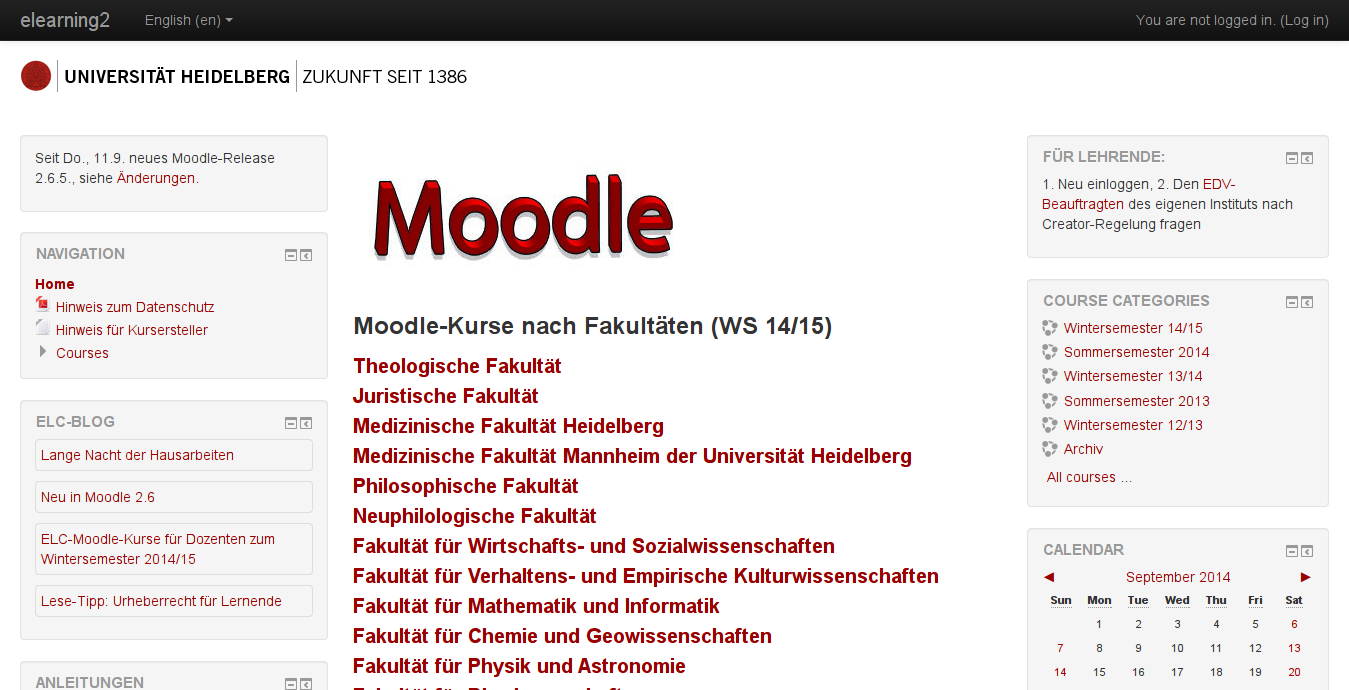 elearning2
English (en)
You are not logged in. (Log in)
UNIVERSITÄT HEIDELBERG
ZUKUNFT SEIT 1386
Seit Do., 11.9. neues Moodle-Release
2.6.5., siehe Änderungen.
NAVIGATION
Home
Hinweis zum Datenschutz
Hinweis für Kursersteller
Courses
ELC-BLOG
Lange Nacht der Hausarbeiten
Neu in Moodle 2.6
ELC-Moodle-Kurse für Dozenten zum
Wintersemester 2014/15
Lese-Tipp: Urheberrecht für Lernende
ANLEITUNGEN
Moodle
Moodle-Kurse nach Fakultäten (WS 14/15)
Theologische Fakultät
Juristische Fakultät
Medizinische Fakultät Heidelberg
Medizinische Fakultät Mannheim der Universität Heidelberg
Philosophische Fakultät
Neuphilologische Fakultät
Fakultät für Wirtschafts- und Sozialwissenschaften
Fakultät für Verhaltens- und Empirische Kulturwissenschaften
Fakultät für Mathematik und Informatik
Fakultät für Chemie und Geowissenschaften
Fakultät für Physik und Astronomie
FÜR LEHRENDE:
1. Neu einloggen, 2. Den EDV-
Beauftragten des eigenen Instituts nach
Creator-Regelung fragen
COURSE CATEGORIES
Wintersemester 14/15
Sommersemester 2014
Wintersemester 13/14
Sommersemester 2013
Wintersemester 12/13
Archiv
All courses ...
CALENDAR
September 2014
Sun Mon Tue Wed Thu Fri Sat
1 2 3 4 5 6
7 8 9 10 11 12 13
14 15 16 17 18 19 20